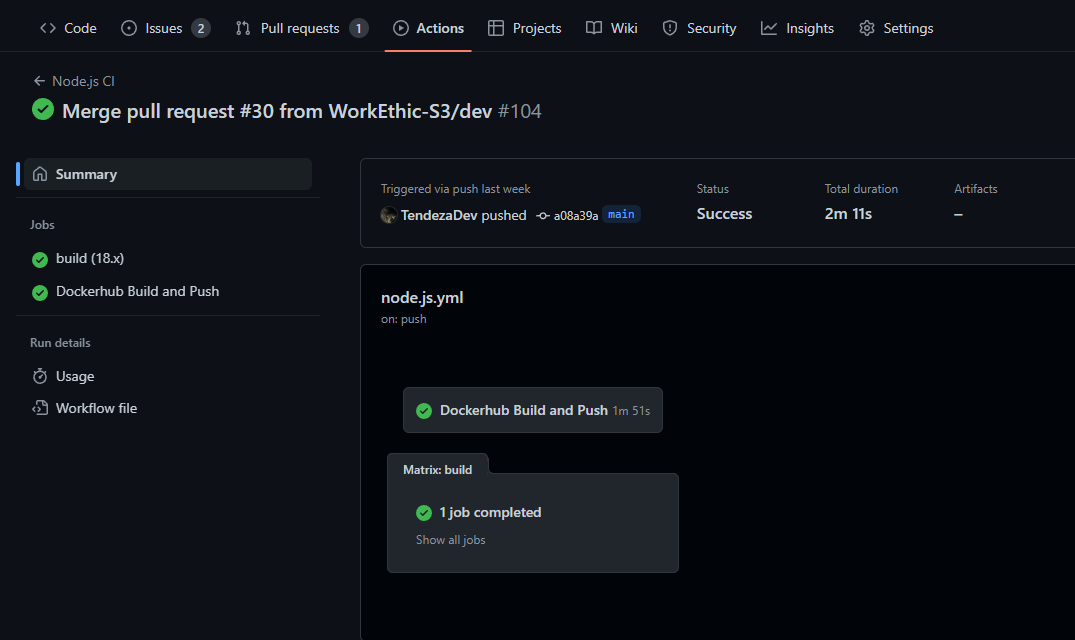 Code Issues 2 Pull requests 1 Actions Projects Wiki Security Insights Settings
Node.js CI
Merge pull request #30 from WorkEthic-S3/dev #104
Summary
Jobs
build (18.x)
Dockerhub Build and Push
Run details
Usage
Workflow file
Triggered via push last week
TendezaDev pushed a08a39a main
Status
Success
Total duration
2m 11s
Artifacts
–
node.js.yml
on: push
Dockerhub Build and Push 1m 51s
Matrix: build
1 job completed
Show all jobs